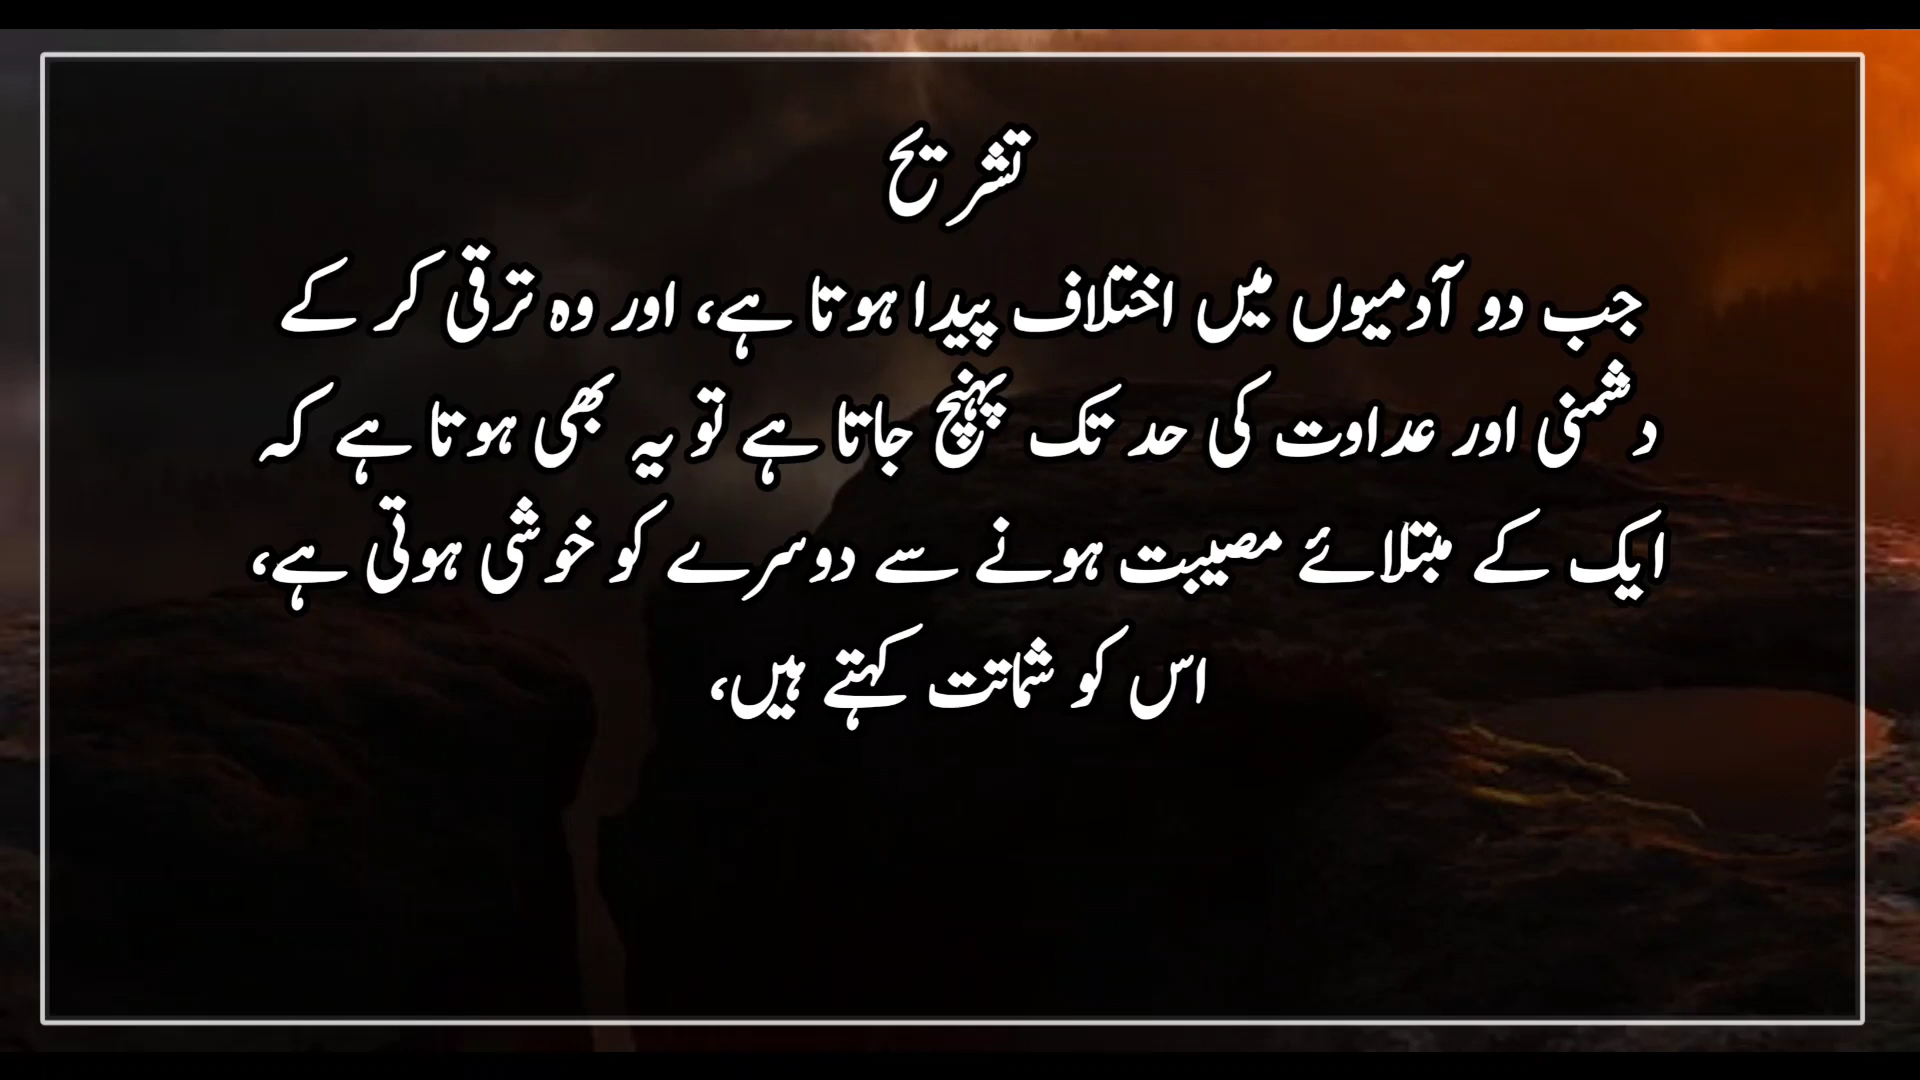 تشریح
جب دو آدمیوں میں اختلاف پیدا ہوتا ہے، اور وہ ترقی کر کے
دشمنی اور عداوت کی حد تک پہنچ جاتا ہے تو یہ بھی ہوتا ہے کہ
ایک کے مبتلائے مصیبت ہونے سے دوسرے کو خوشی ہوتی ہے،
اس کو شماتت کہتے ہیں،